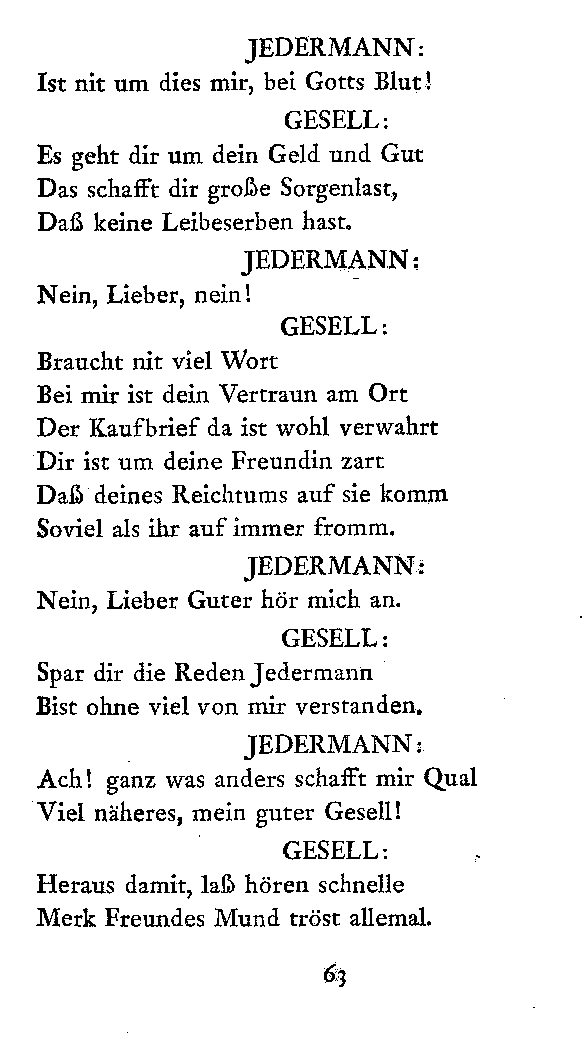 JEDERMANN:
Ist nit um dies mir, bei Gotts Blut!
GESELL:
Es geht dir um dein Geld und Gut
Das schafft dir große Sorgenlast,
Daß keine Leibeserben hast.
JEDERMANN:
Nein, Lieber, nein!
GESELL:
Braucht nit viel Wort
Bei mir ist dein Vertraun am Ort
Der Kaufbrief da ist wohl verwahrt
Dir ist um deine Freundin zart
Daß deines Reichtums auf sie komm
Soviel als ihr auf immer fromm.
JEDERMANN:
Nein, Lieber Guter hör mich an.
GESELL:
Spar dir die Reden Jedermann
Bist ohne viel von mir verstanden.
JEDERMANN:
Ach! ganz was anders schafft mir Qual
Viel näheres, mein guter Gesell!
GESELL:
Heraus damit, laß hören schnelle
Merk Freundes Mund tröst allemal.
63